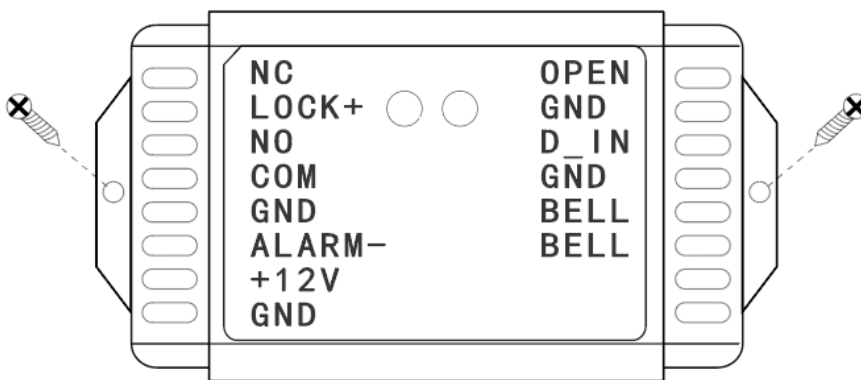 NC OPEN
LOCK+ GND
NO D_IN
COM GND
GND BELL
ALARM- BELL
+12V
GND